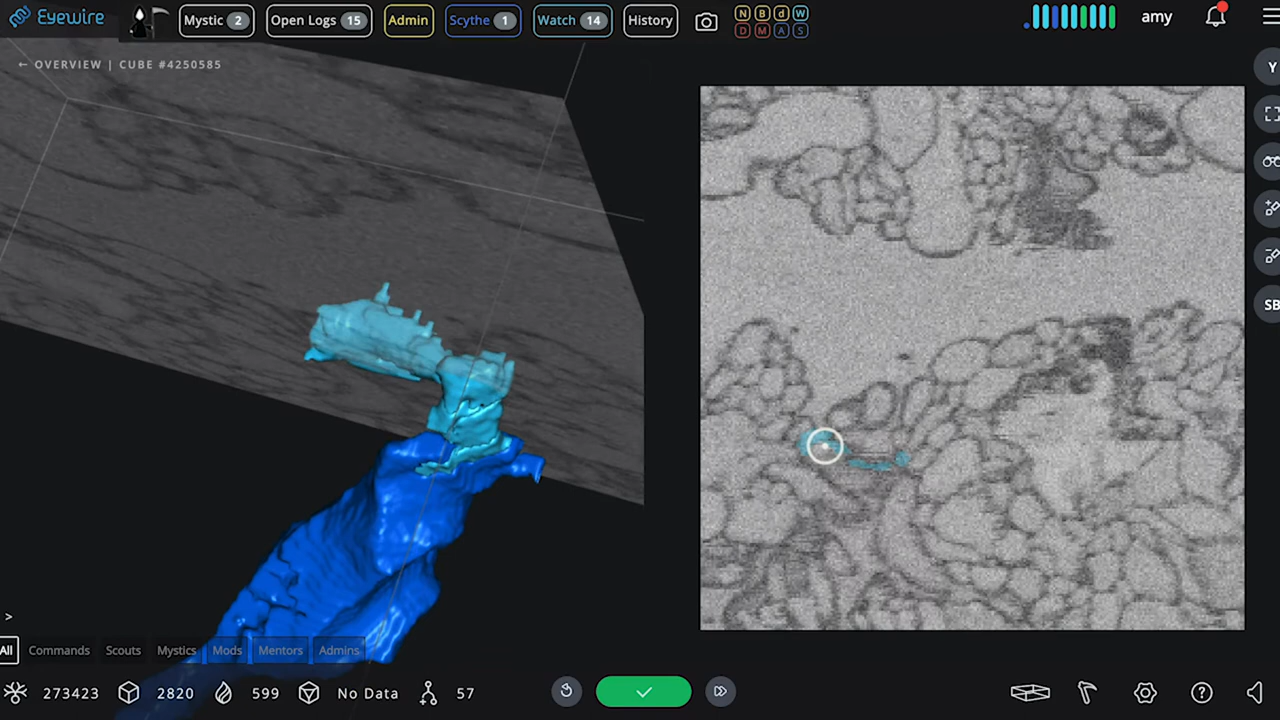 Eyewire Mystic 2 Open Logs 15 Admin Scythe 1 Watch 14 History N B d W amy
D M A S
← OVERVIEW | CUBE #4250585
Y
SB
>
All Commands Scouts Mystics Mods Mentors Admins
273423 2820 599 No Data 57